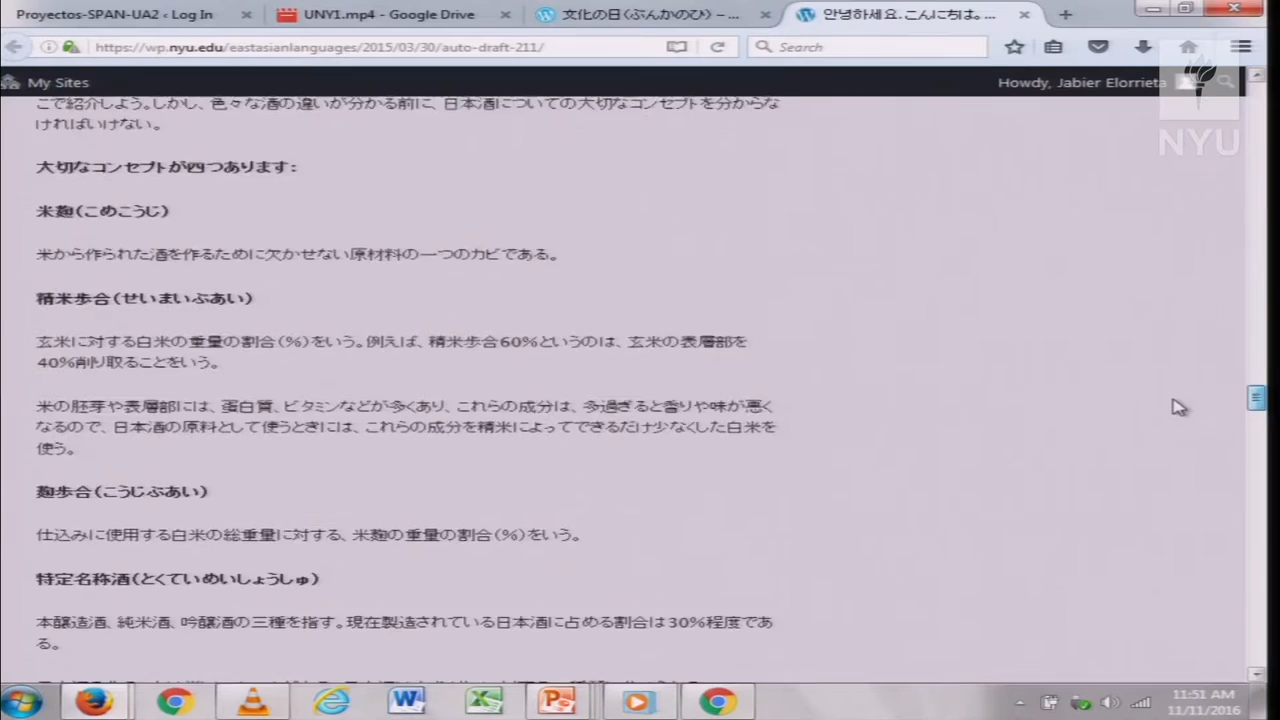 Proyectos-SPAN-UA2 ‹ Log In
UNY1.mp4 - Google Drive
文化の日(ぶんかのひ) – ...
안녕하세요. こんにちは。 ...
https://wp.nyu.edu/eastasianlanguages/2015/03/30/auto-draft-211/
Search
My Sites
Howdy, Jabier Elorrieta
NYU
こで紹介しよう。しかし、色々な酒の違いが分かる前に、日本酒についての大切なコンセプトを分からな
ければいけない。
大切なコンセプトが四つあります:
米麹(こめこうじ)
米から作られた酒を作るために欠かせない原材料の一つのカビである。
精米歩合(せいまいぶあい)
玄米に対する白米の重量の割合(%)をいう。例えば、精米歩合60%というのは、玄米の表層部を
40%削り取ることをいう。
米の胚芽や表層部には、蛋白質、ビタミンなどが多くあり、これらの成分は、多過ぎると香りや味が悪く
なるので、日本酒の原料として使うときには、これらの成分を精米によってできるだけ少なくした白米を
使う。
麹歩合(こうじぶあい)
仕込みに使用する白米の総重量に対する、米麹の重量の割合(%)をいう。
特定名称酒(とくていめいしょうしゅ)
本醸造酒、純米酒、吟醸酒の三種を指す。現在製造されている日本酒に占める割合は30%程度であ
る。
11:51 AM
11/11/2016